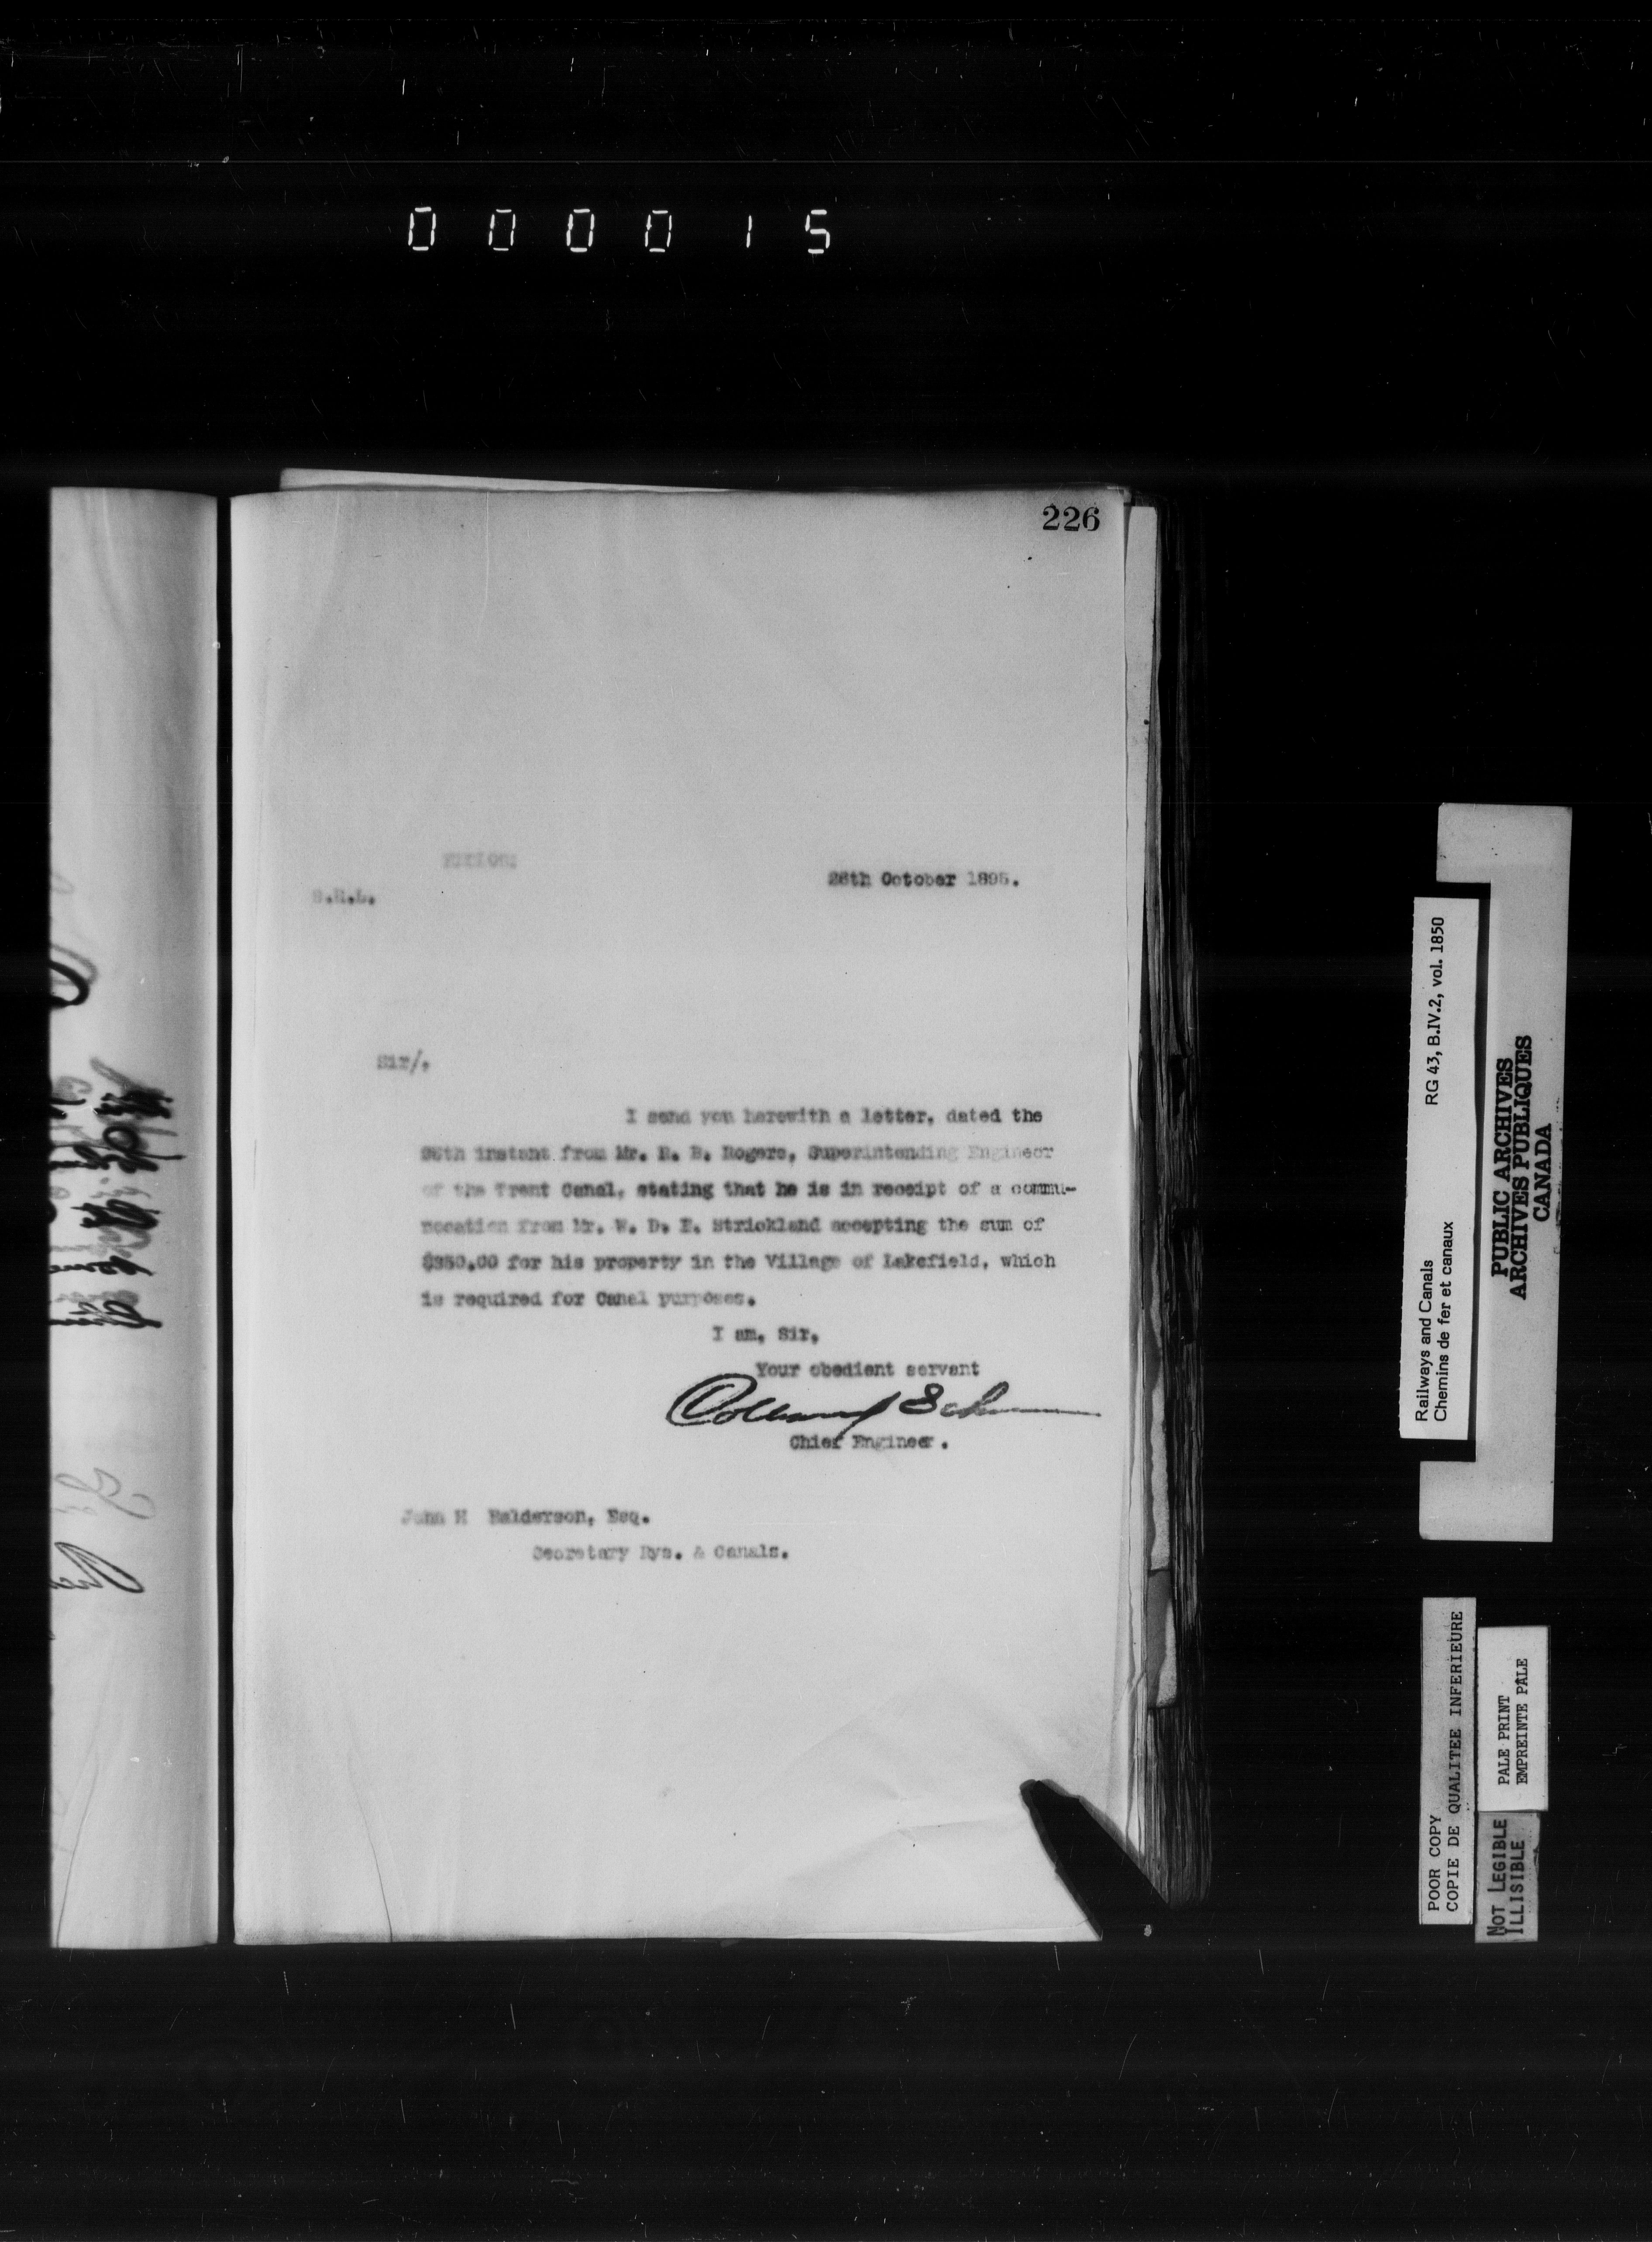 000015
226
26th October 1895.
Sir/,
I send you herewith a letter, dated the
instant from Mr. R. B. Rogers, Superintending Engineer
of the Trent Canal, stating that he is in receipt of a commu-
nocation from Mr. W. D. Strickland accepting the sum of
$350.00 for his property in the Village of Lakefield, which
is required for Canal purposes.
I am, Sir,
Your obedient servant
Collingwood Schreiber
Chief Engineer.
John H Balderson, Esq.
Secretary Rys. & Canals.
Railways and Canals RG 43, B.IV.2, vol. 1850
Chemins de fer et canaux
PUBLIC ARCHIVES
ARCHIVES PUBLIQUES
CANADA
POOR COPY
COPIE DE QUALITEE INFERIEURE
PALE PRINT
EMPREINTE PÂLE
NOT LEGIBLE
ILLISIBLE